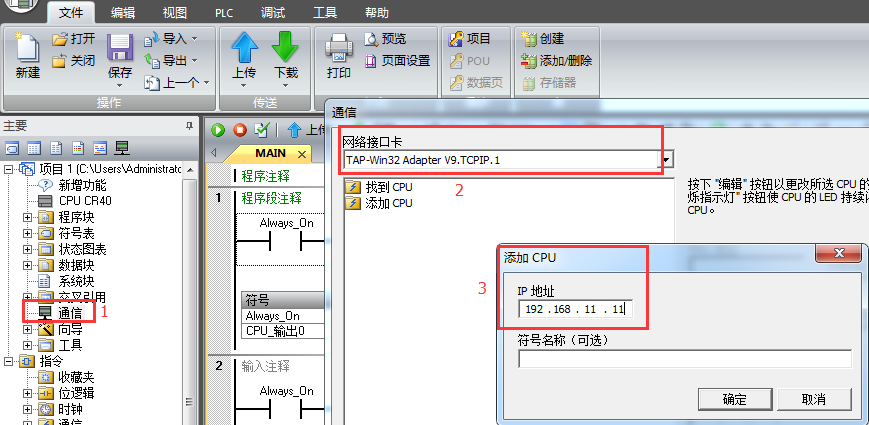 文件 编辑 视图 PLC 调试 工具 帮助
新建 打开 关闭 保存 导入 导出 上一个
上传 下载
打印 预览 页面设置
项目 POU 数据页
创建 添加/删除 存储器
操作 传送
主要
项目 1 (C:\Users\Administrato
新增功能
CPU CR40
程序块
符号表
状态图表
数据块
系统块
交叉引用
通信 1
向导
工具
指令
收藏夹
位逻辑
时钟
通信
上传
MAIN
程序注释
1 程序段注释
Always_On
符号
Always_On
CPU_输出0
2 输入注释
Always_On
通信
网络接口卡
TAP-Win32 Adapter V9.TCPIP.1
2
找到 CPU
添加 CPU
按下 "编辑" 按钮以更改所选 CPU 的
烁指示灯" 按钮使 CPU 的 LED 持续闪
CPU。
添加 CPU
3
IP 地址
192 . 168 . 11 . 11
符号名称（可选）
确定 取消